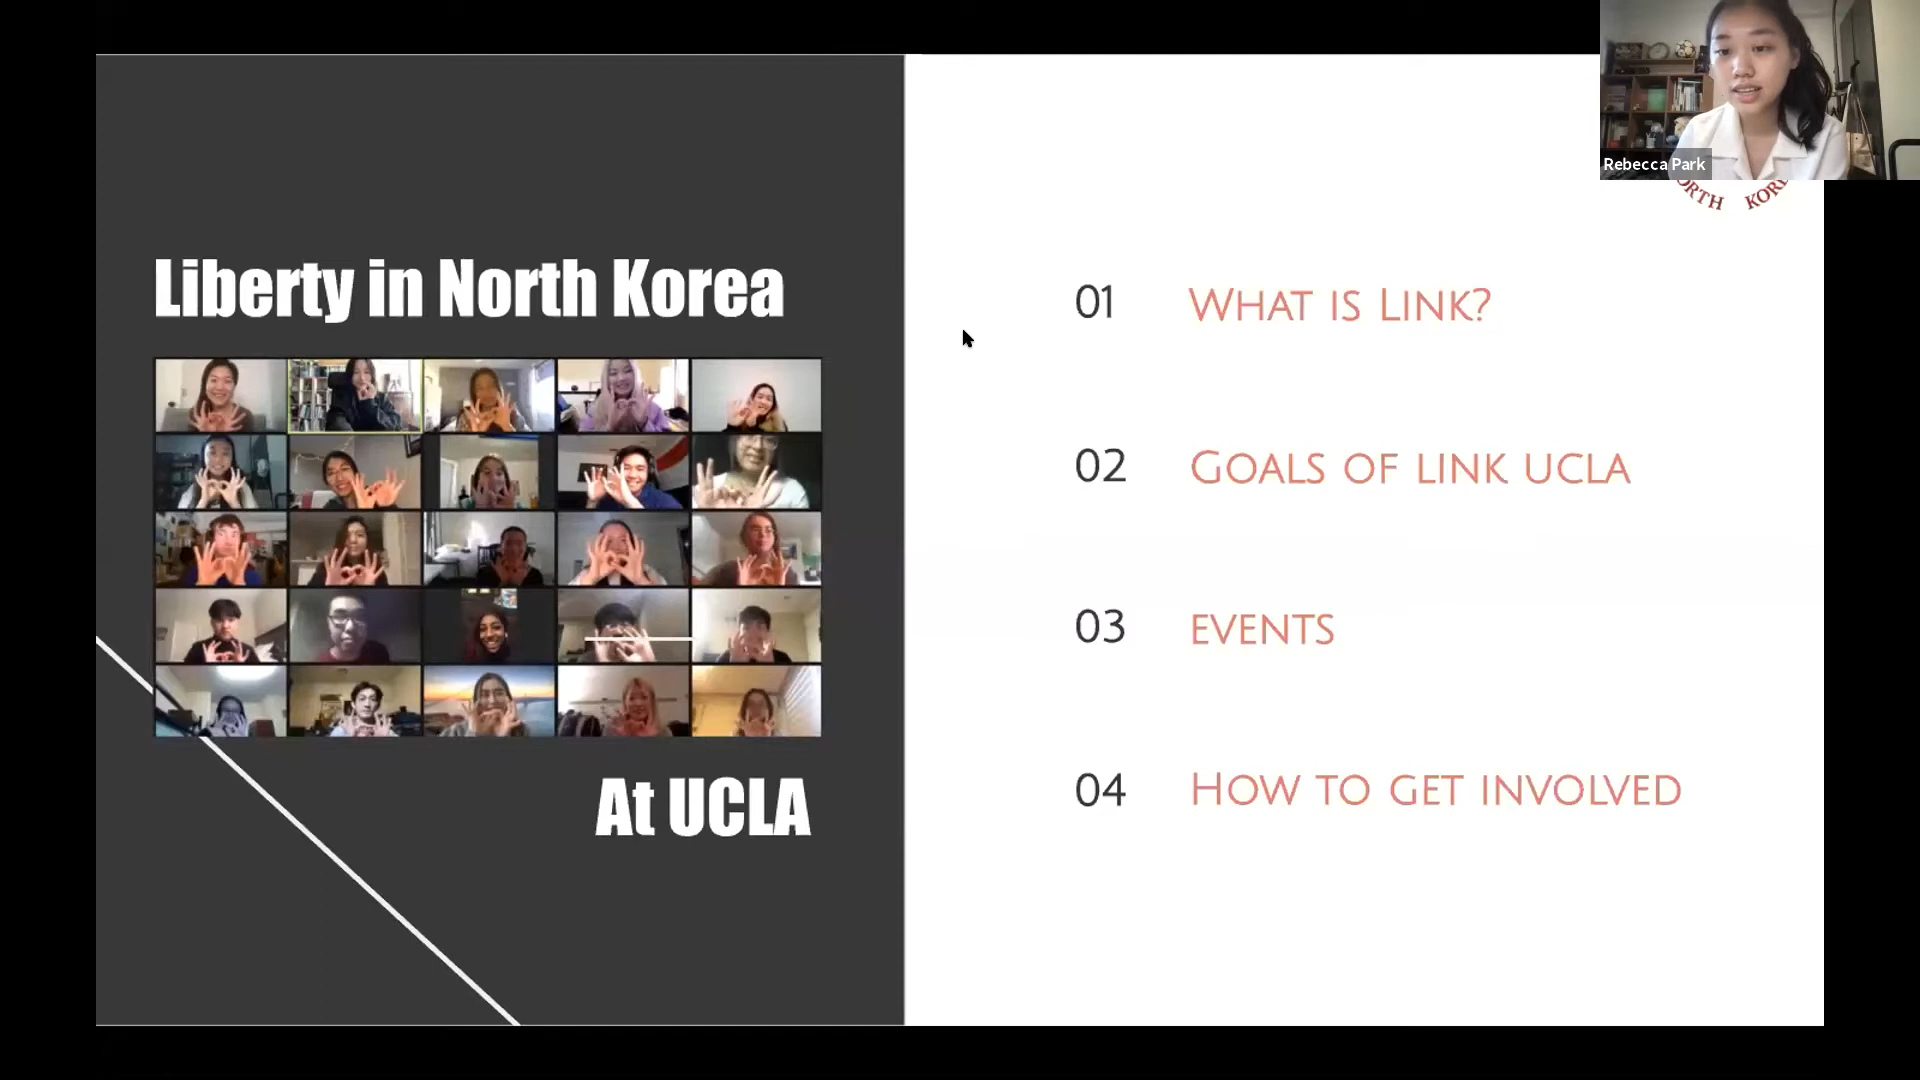 Rebecca Park
Liberty in North Korea
At UCLA
01 WHAT IS LINK?
02 GOALS OF LINK UCLA
03 EVENTS
04 HOW TO GET INVOLVED